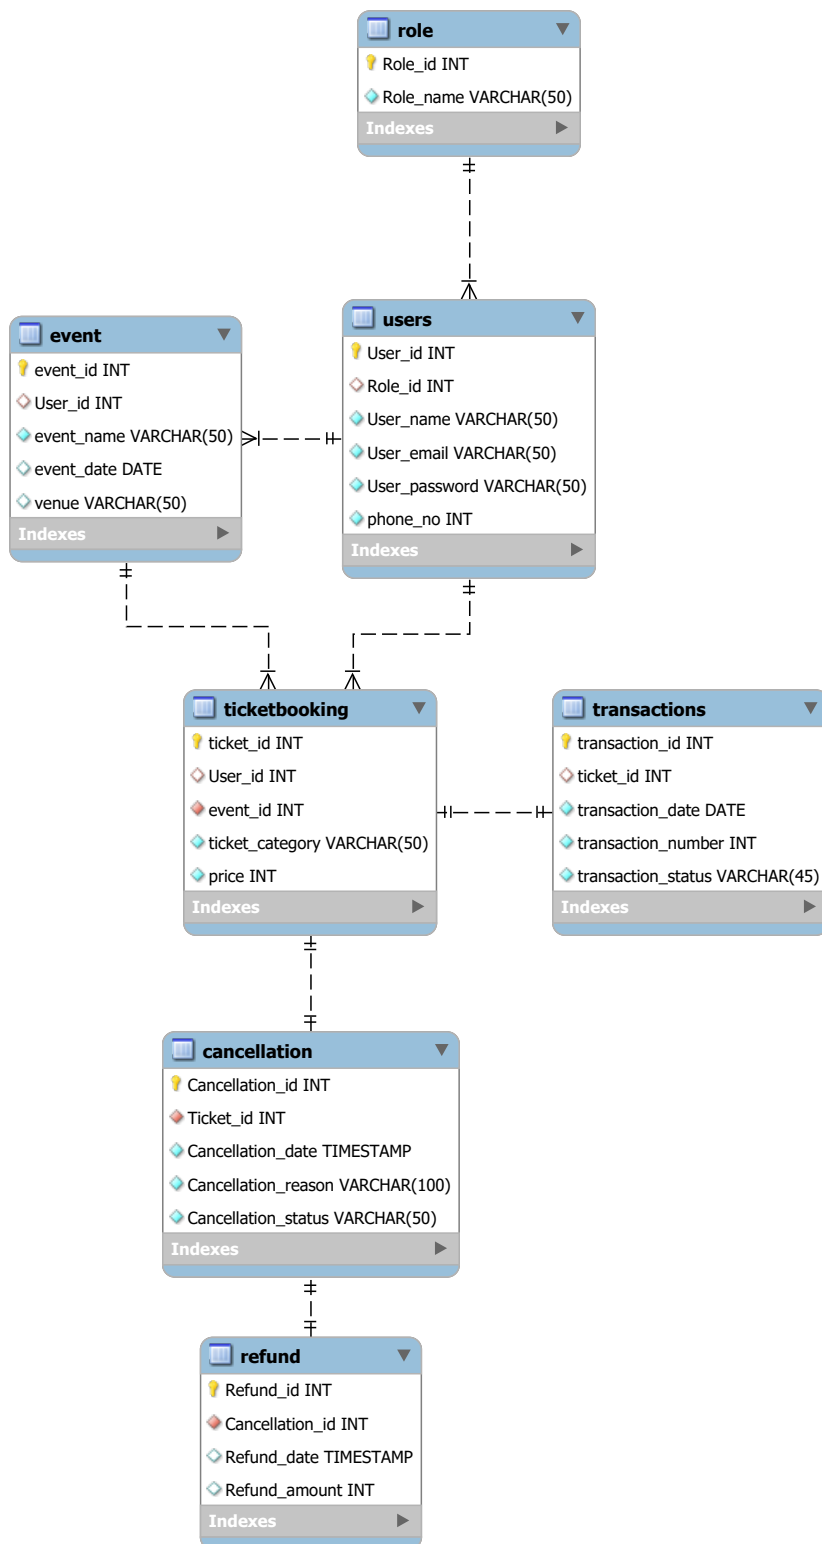 role
Role_id INT
Role_name VARCHAR(50)
Indexes
event
event_id INT
User_id INT
event_name VARCHAR(50)
event_date DATE
venue VARCHAR(50)
Indexes
users
User_id INT
Role_id INT
User_name VARCHAR(50)
User_email VARCHAR(50)
User_password VARCHAR(50)
phone_no INT
Indexes
ticketbooking
ticket_id INT
User_id INT
event_id INT
ticket_category VARCHAR(50)
price INT
Indexes
transactions
transaction_id INT
ticket_id INT
transaction_date DATE
transaction_number INT
transaction_status VARCHAR(45)
Indexes
cancellation
Cancellation_id INT
Ticket_id INT
Cancellation_date TIMESTAMP
Cancellation_reason VARCHAR(100)
Cancellation_status VARCHAR(50)
Indexes
refund
Refund_id INT
Cancellation_id INT
Refund_date TIMESTAMP
Refund_amount INT
Indexes